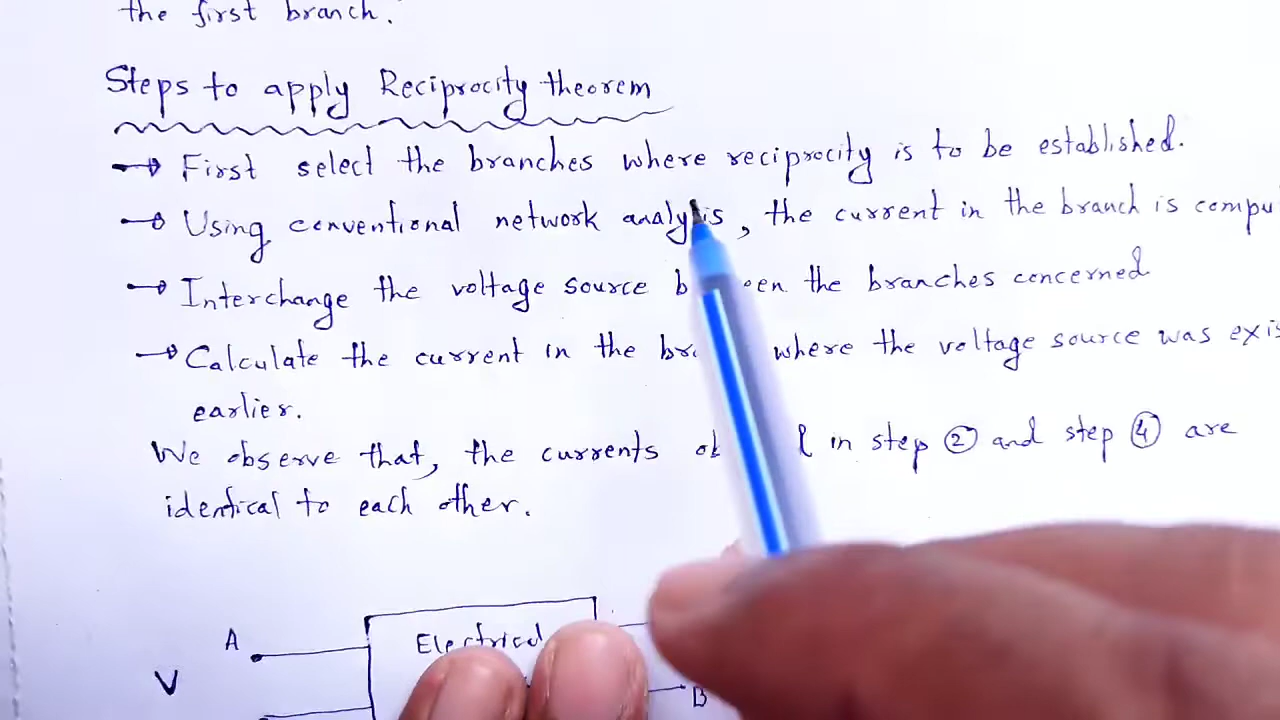 the first branch.
Steps to apply Reciprocity theorem
First select the branches where reciprocity is to be established.
Using conventional network analysis, the current in the branch is
Interchange the voltage source the branches concerned
Calculate the current in the where the voltage source was
earlier.
We observe that, the currents in step ② and step ④ are
identical to each other.
A
Electrical
V
B